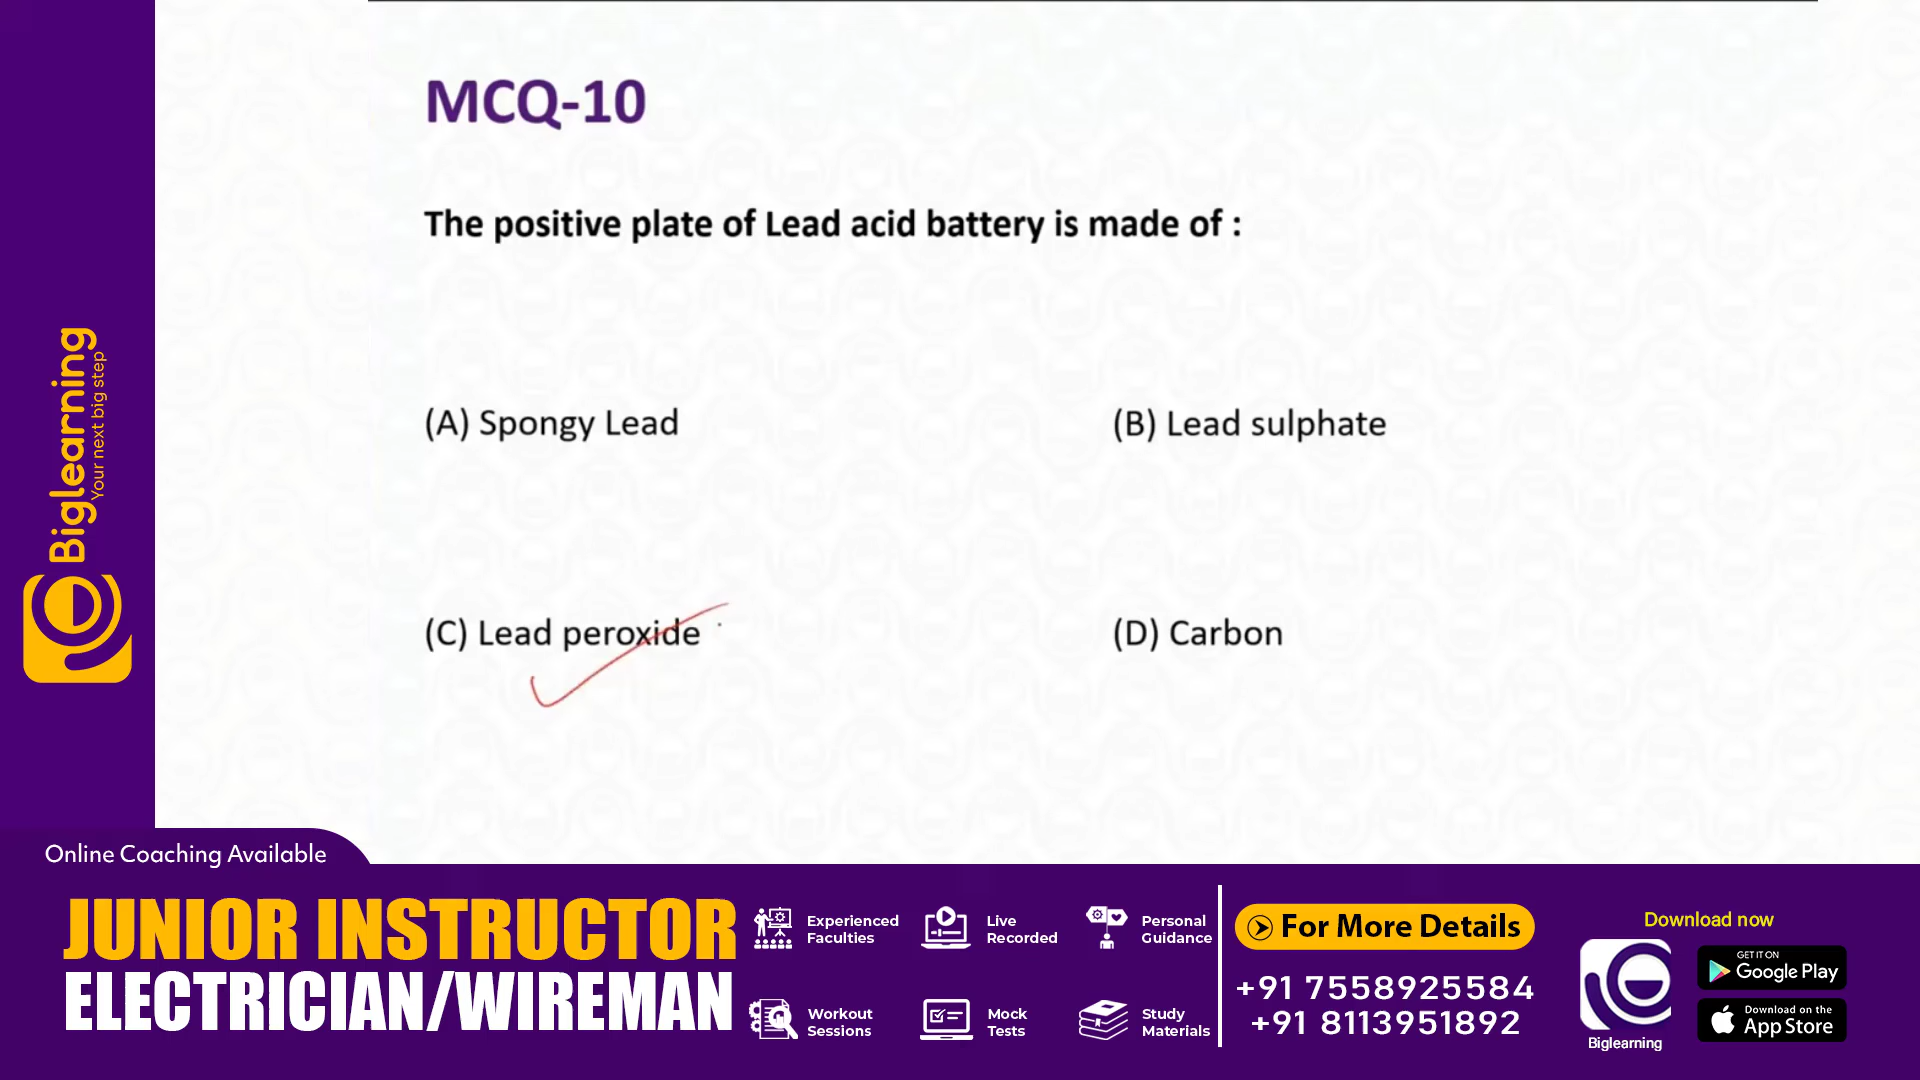 MCQ-10
The positive plate of Lead acid battery is made of :
(A) Spongy Lead
(B) Lead sulphate
(C) Lead peroxide
(D) Carbon
Biglearning
Your next big step
Online Coaching Available
JUNIOR INSTRUCTOR
ELECTRICIAN/WIREMAN
Experienced
Faculties
Live
Recorded
Personal
Guidance
Workout
Sessions
Mock
Tests
Study
Materials
For More Details
+91 7558925584
+91 8113951892
Biglearning
Download now
GET IT ON
Google Play
Download on the
App Store